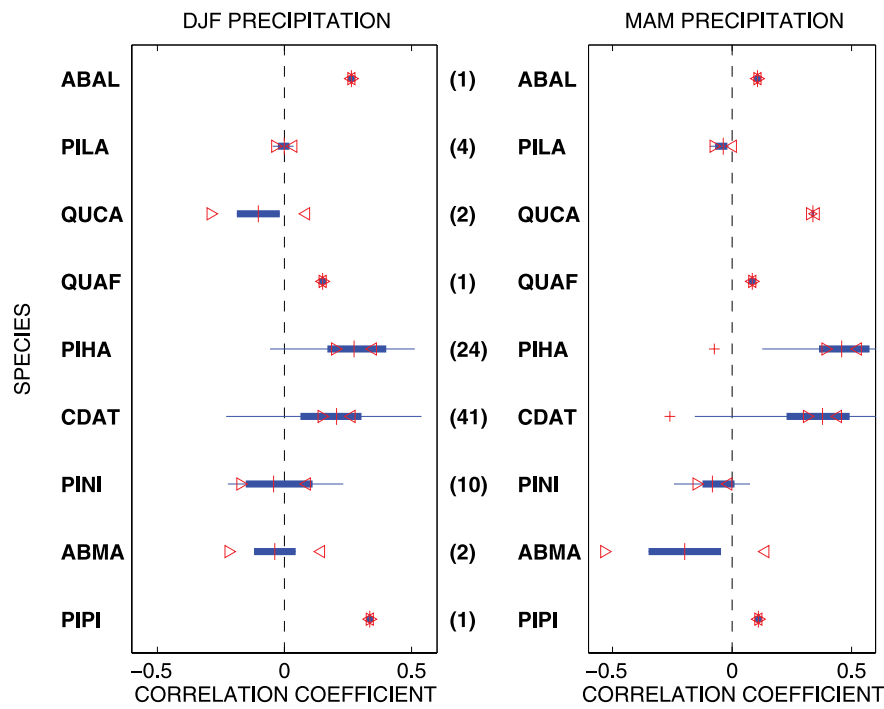 DJF PRECIPITATION
MAM PRECIPITATION
SPECIES
ABAL (1) ABAL
PILA (4) PILA
QUCA (2) QUCA
QUAF (1) QUAF
PIHA (24) PIHA
CDAT (41) CDAT
PINI (10) PINI
ABMA (2) ABMA
PIPI (1) PIPI
−0.5 0 0.5
−0.5 0 0.5
CORRELATION COEFFICIENT
CORRELATION COEFFICIENT